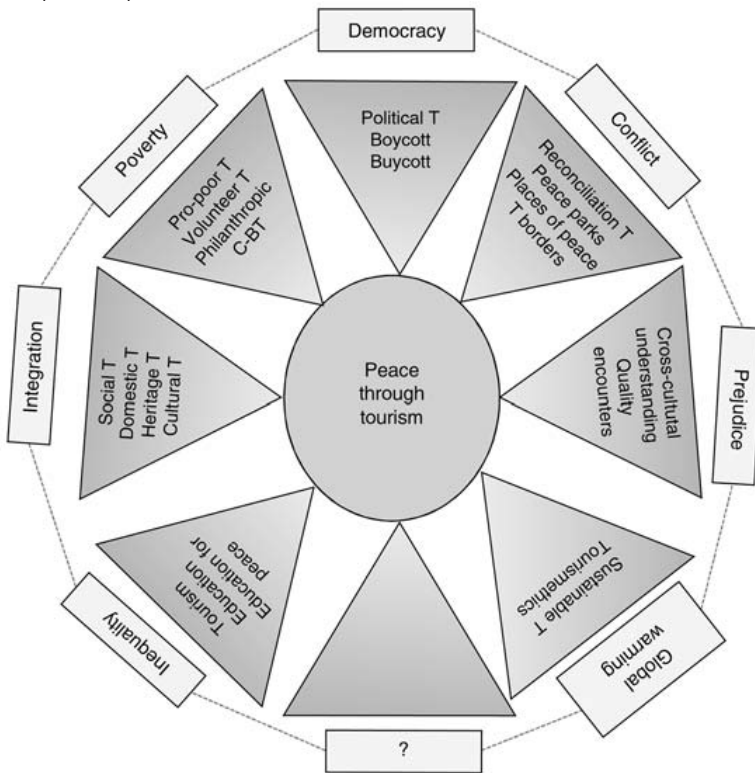 Democracy
Conflict
Prejudice
Global
warming
?
Inequality
Integration
Poverty
Political T
Boycott
Buycott
Reconciliation T
Peace parks
Places of peace
T borders
Cross-cultutal
understanding
Quality
encounters
Sustainable T
Tourismethics
Tourism
Education
Education for
peace
Social T
Domestic T
Heritage T
Cultural T
Pro-poor T
Volunteer T
Philanthropic
C-BT
Peace
through
tourism